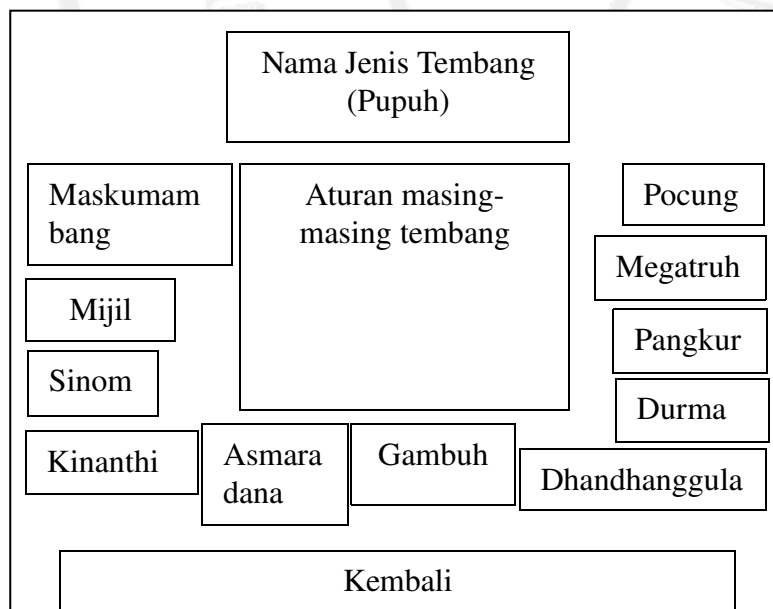 Nama Jenis Tembang
(Pupuh)
Maskumam
bang
Aturan masing-
masing tembang
Pocung
Megatruh
Mijil
Pangkur
Sinom
Durma
Kinanthi
Asmara
dana
Gambuh
Dhandhanggula
Kembali